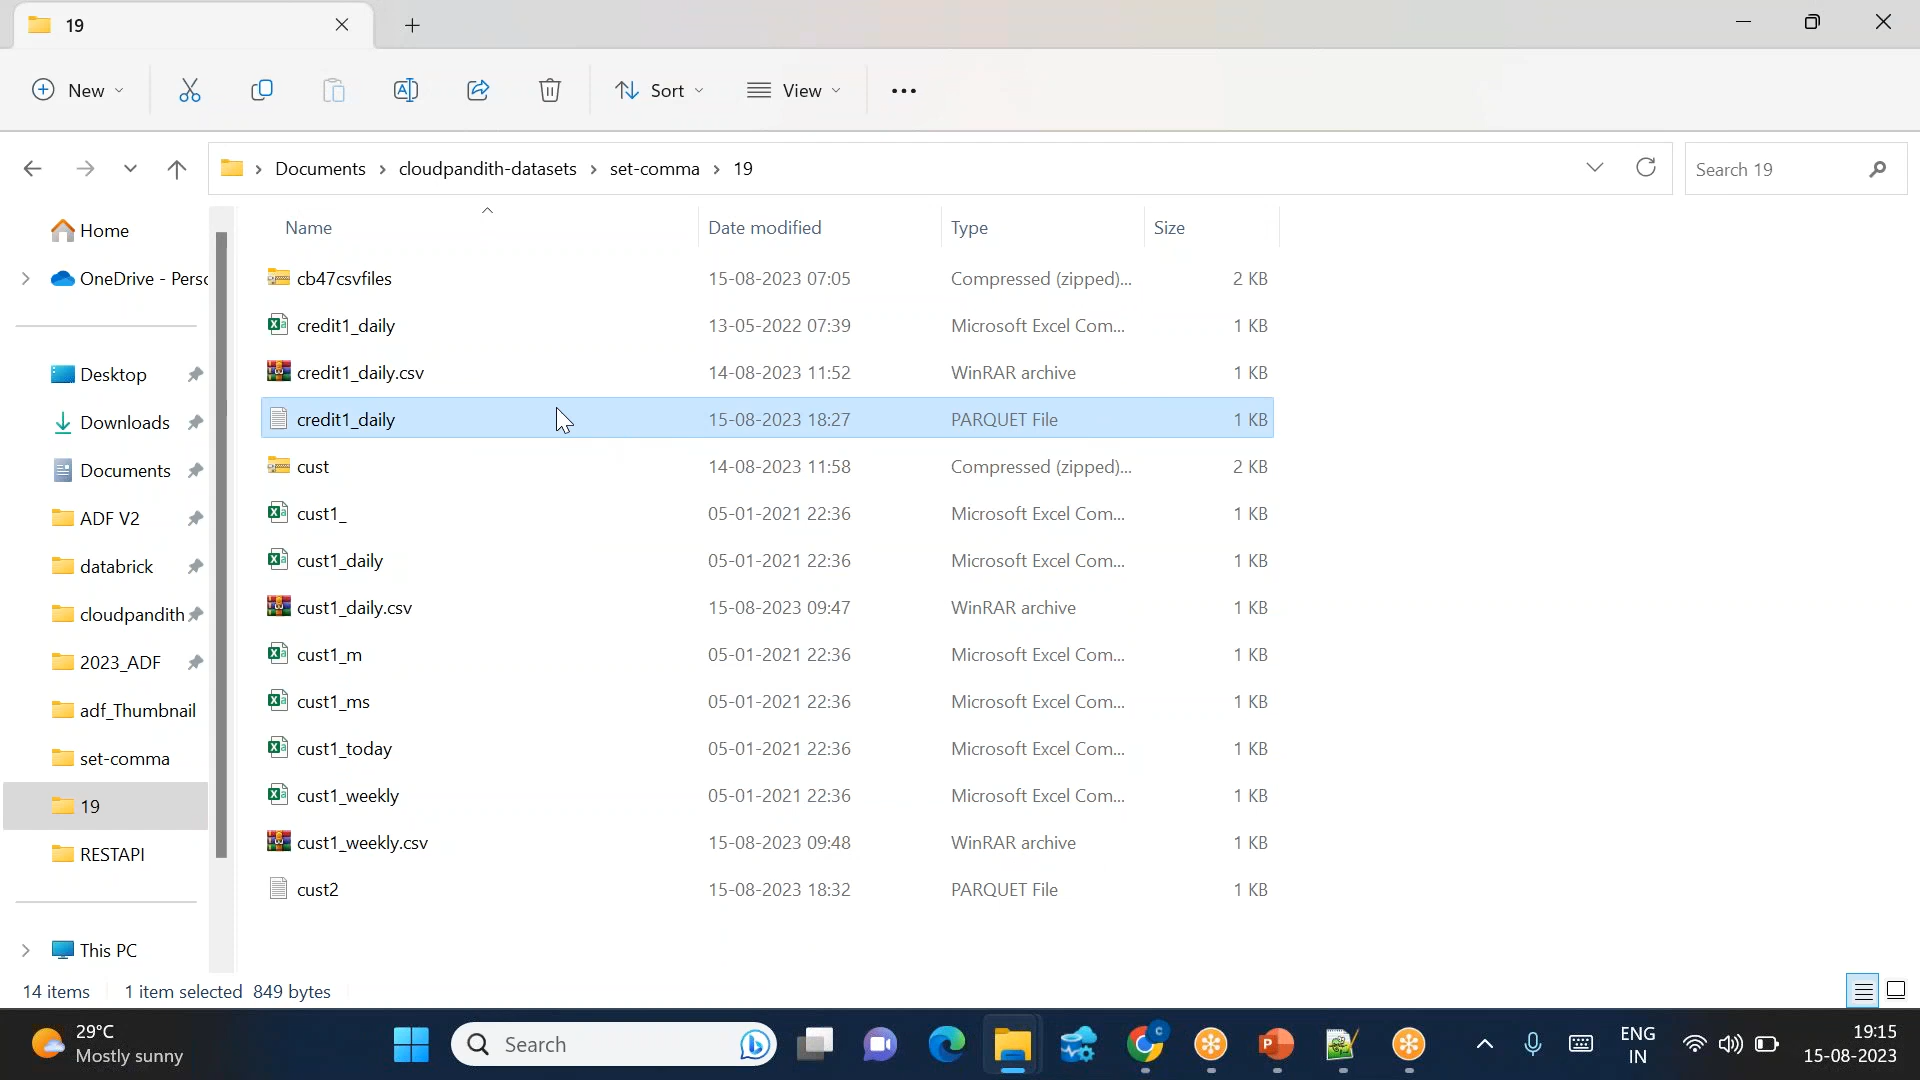 19
New
Sort
View
Documents
cloudpandith-datasets
set-comma
19
Search 19
Home
OneDrive - Perso
Desktop
Downloads
Documents
ADF V2
databrick
cloudpandith
2023_ADF
adf_Thumbnail
set-comma
19
RESTAPI
This PC
Name Date modified Type Size
cb47csvfiles 15-08-2023 07:05 Compressed (zipped)... 2 KB
credit1_daily 13-05-2022 07:39 Microsoft Excel Com... 1 KB
credit1_daily.csv 14-08-2023 11:52 WinRAR archive 1 KB
credit1_daily 15-08-2023 18:27 PARQUET File 1 KB
cust 14-08-2023 11:58 Compressed (zipped)... 2 KB
cust1_ 05-01-2021 22:36 Microsoft Excel Com... 1 KB
cust1_daily 05-01-2021 22:36 Microsoft Excel Com... 1 KB
cust1_daily.csv 15-08-2023 09:47 WinRAR archive 1 KB
cust1_m 05-01-2021 22:36 Microsoft Excel Com... 1 KB
cust1_ms 05-01-2021 22:36 Microsoft Excel Com... 1 KB
cust1_today 05-01-2021 22:36 Microsoft Excel Com... 1 KB
cust1_weekly 05-01-2021 22:36 Microsoft Excel Com... 1 KB
cust1_weekly.csv 15-08-2023 09:48 WinRAR archive 1 KB
cust2 15-08-2023 18:32 PARQUET File 1 KB
14 items 1 item selected 849 bytes
29°C
Mostly sunny
Search
ENG
IN
19:15
15-08-2023